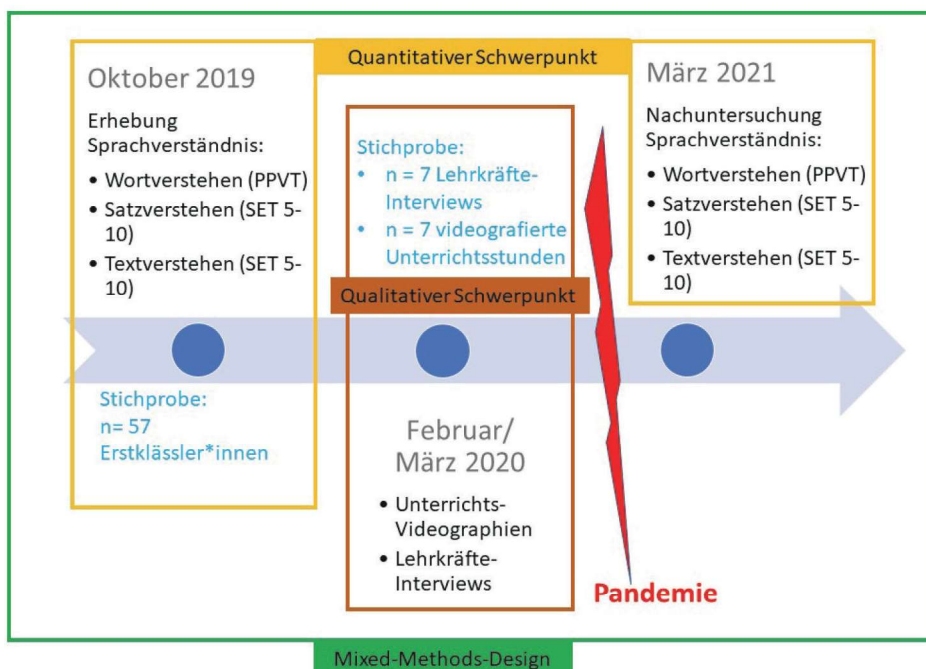 Quantitativer Schwerpunkt
Oktober 2019
Erhebung
Sprachverständnis:
• Wortverstehen (PPVT)
• Satzverstehen (SET 5-
10)
• Textverstehen (SET 5-
10)
Stichprobe:
n= 57
Erstklässler*innen
Stichprobe:
• n = 7 Lehrkräfte-
Interviews
• n = 7 videografierte
Unterrichtsstunden
Qualitativer Schwerpunkt
Februar/
März 2020
• Unterrichts-
Videographien
• Lehrkräfte-
Interviews
Pandemie
März 2021
Nachuntersuchung
Sprachverständnis:
• Wortverstehen (PPVT)
• Satzverstehen (SET 5-
10)
• Textverstehen (SET 5-
10)
Mixed-Methods-Design